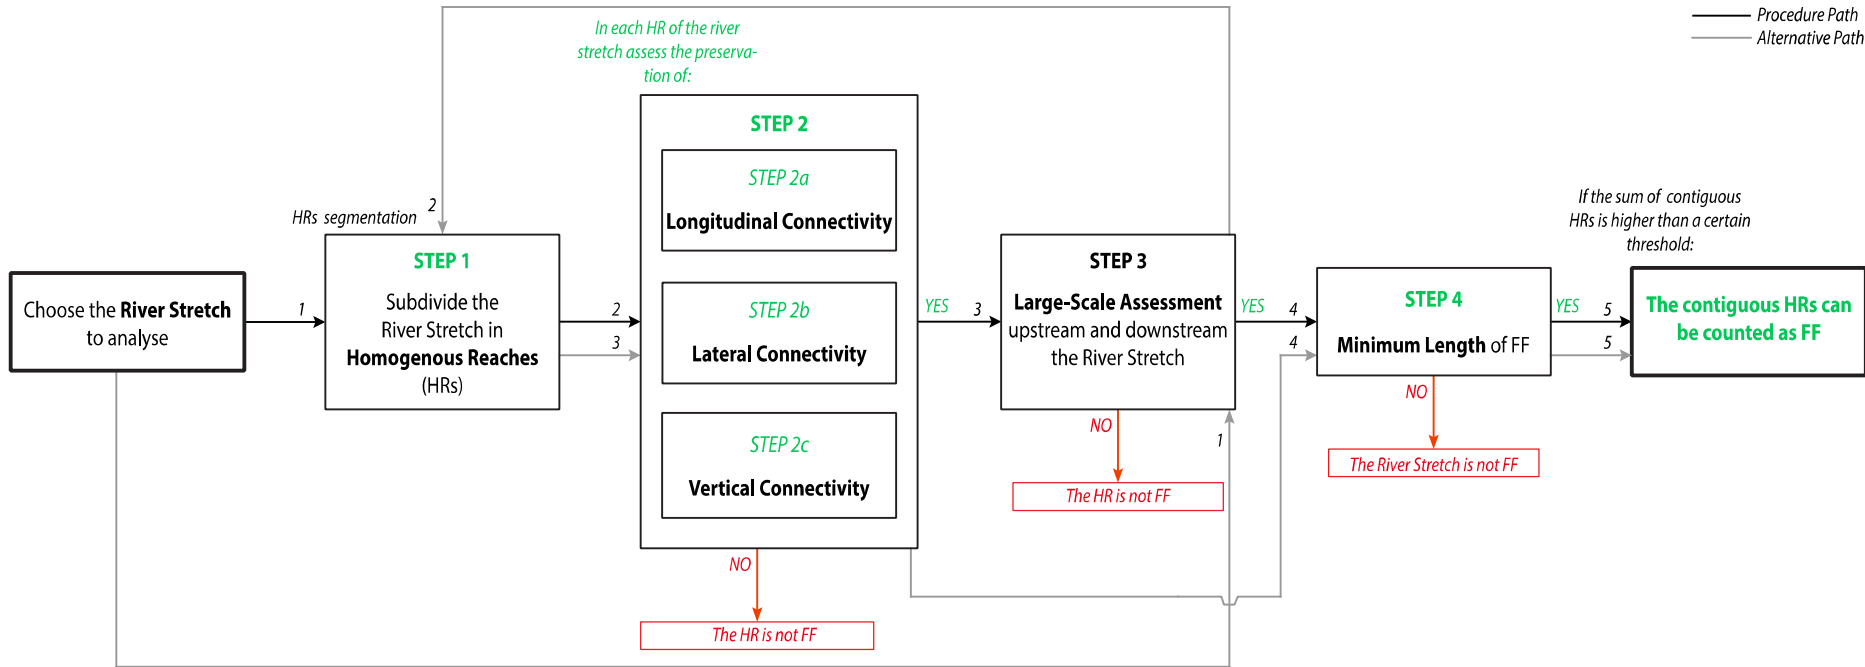 Procedure Path
Alternative Path
In each HR of the river
stretch assess the preserva-
tion of:
Choose the River Stretch
to analyse
1
HRs segmentation
2
STEP 1
Subdivide the
River Stretch in
Homogenous Reaches
(HRs)
2
3
STEP 2
STEP 2a
Longitudinal Connectivity
STEP 2b
Lateral Connectivity
STEP 2c
Vertical Connectivity
NO
The HR is not FF
YES
3
STEP 3
Large-Scale Assessment
upstream and downstream
the River Stretch
NO
1
The HR is not FF
YES
4
4
STEP 4
Minimum Length of FF
NO
The River Stretch is not FF
YES
5
5
If the sum of contiguous
HRs is higher than a certain
threshold:
The contiguous HRs can
be counted as FF